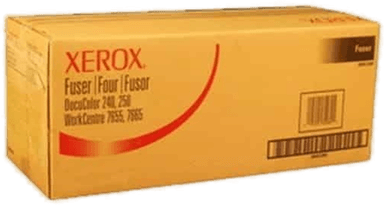 XEROX
Fuser | Four | Fusor
DocuColor 240, 250
WorkCentre 7655, 7665
Fuser